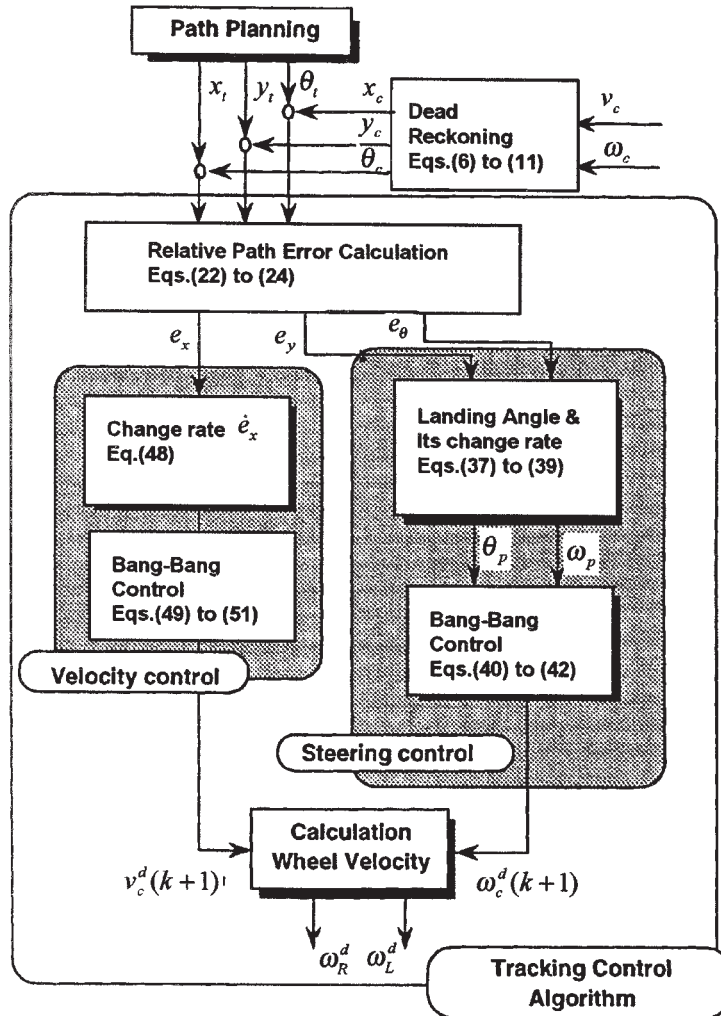 Path Planning
x_t y_t θ_t
x_c
y_c
θ_c
Dead
Reckoning
Eqs.(6) to (11)
v_c
ω_c
Relative Path Error Calculation
Eqs.(22) to (24)
e_x e_y e_θ
Change rate ė_x
Eq.(48)
Landing Angle &
Its change rate
Eqs.(37) to (39)
θ_p ω_p
Bang-Bang
Control
Eqs.(49) to (51)
Bang-Bang
Control
Eqs.(40) to (42)
Velocity control
Steering control
Calculation
Wheel Velocity
v_c^d(k+1) ω_c^d(k+1)
ω_R^d ω_L^d
Tracking Control
Algorithm